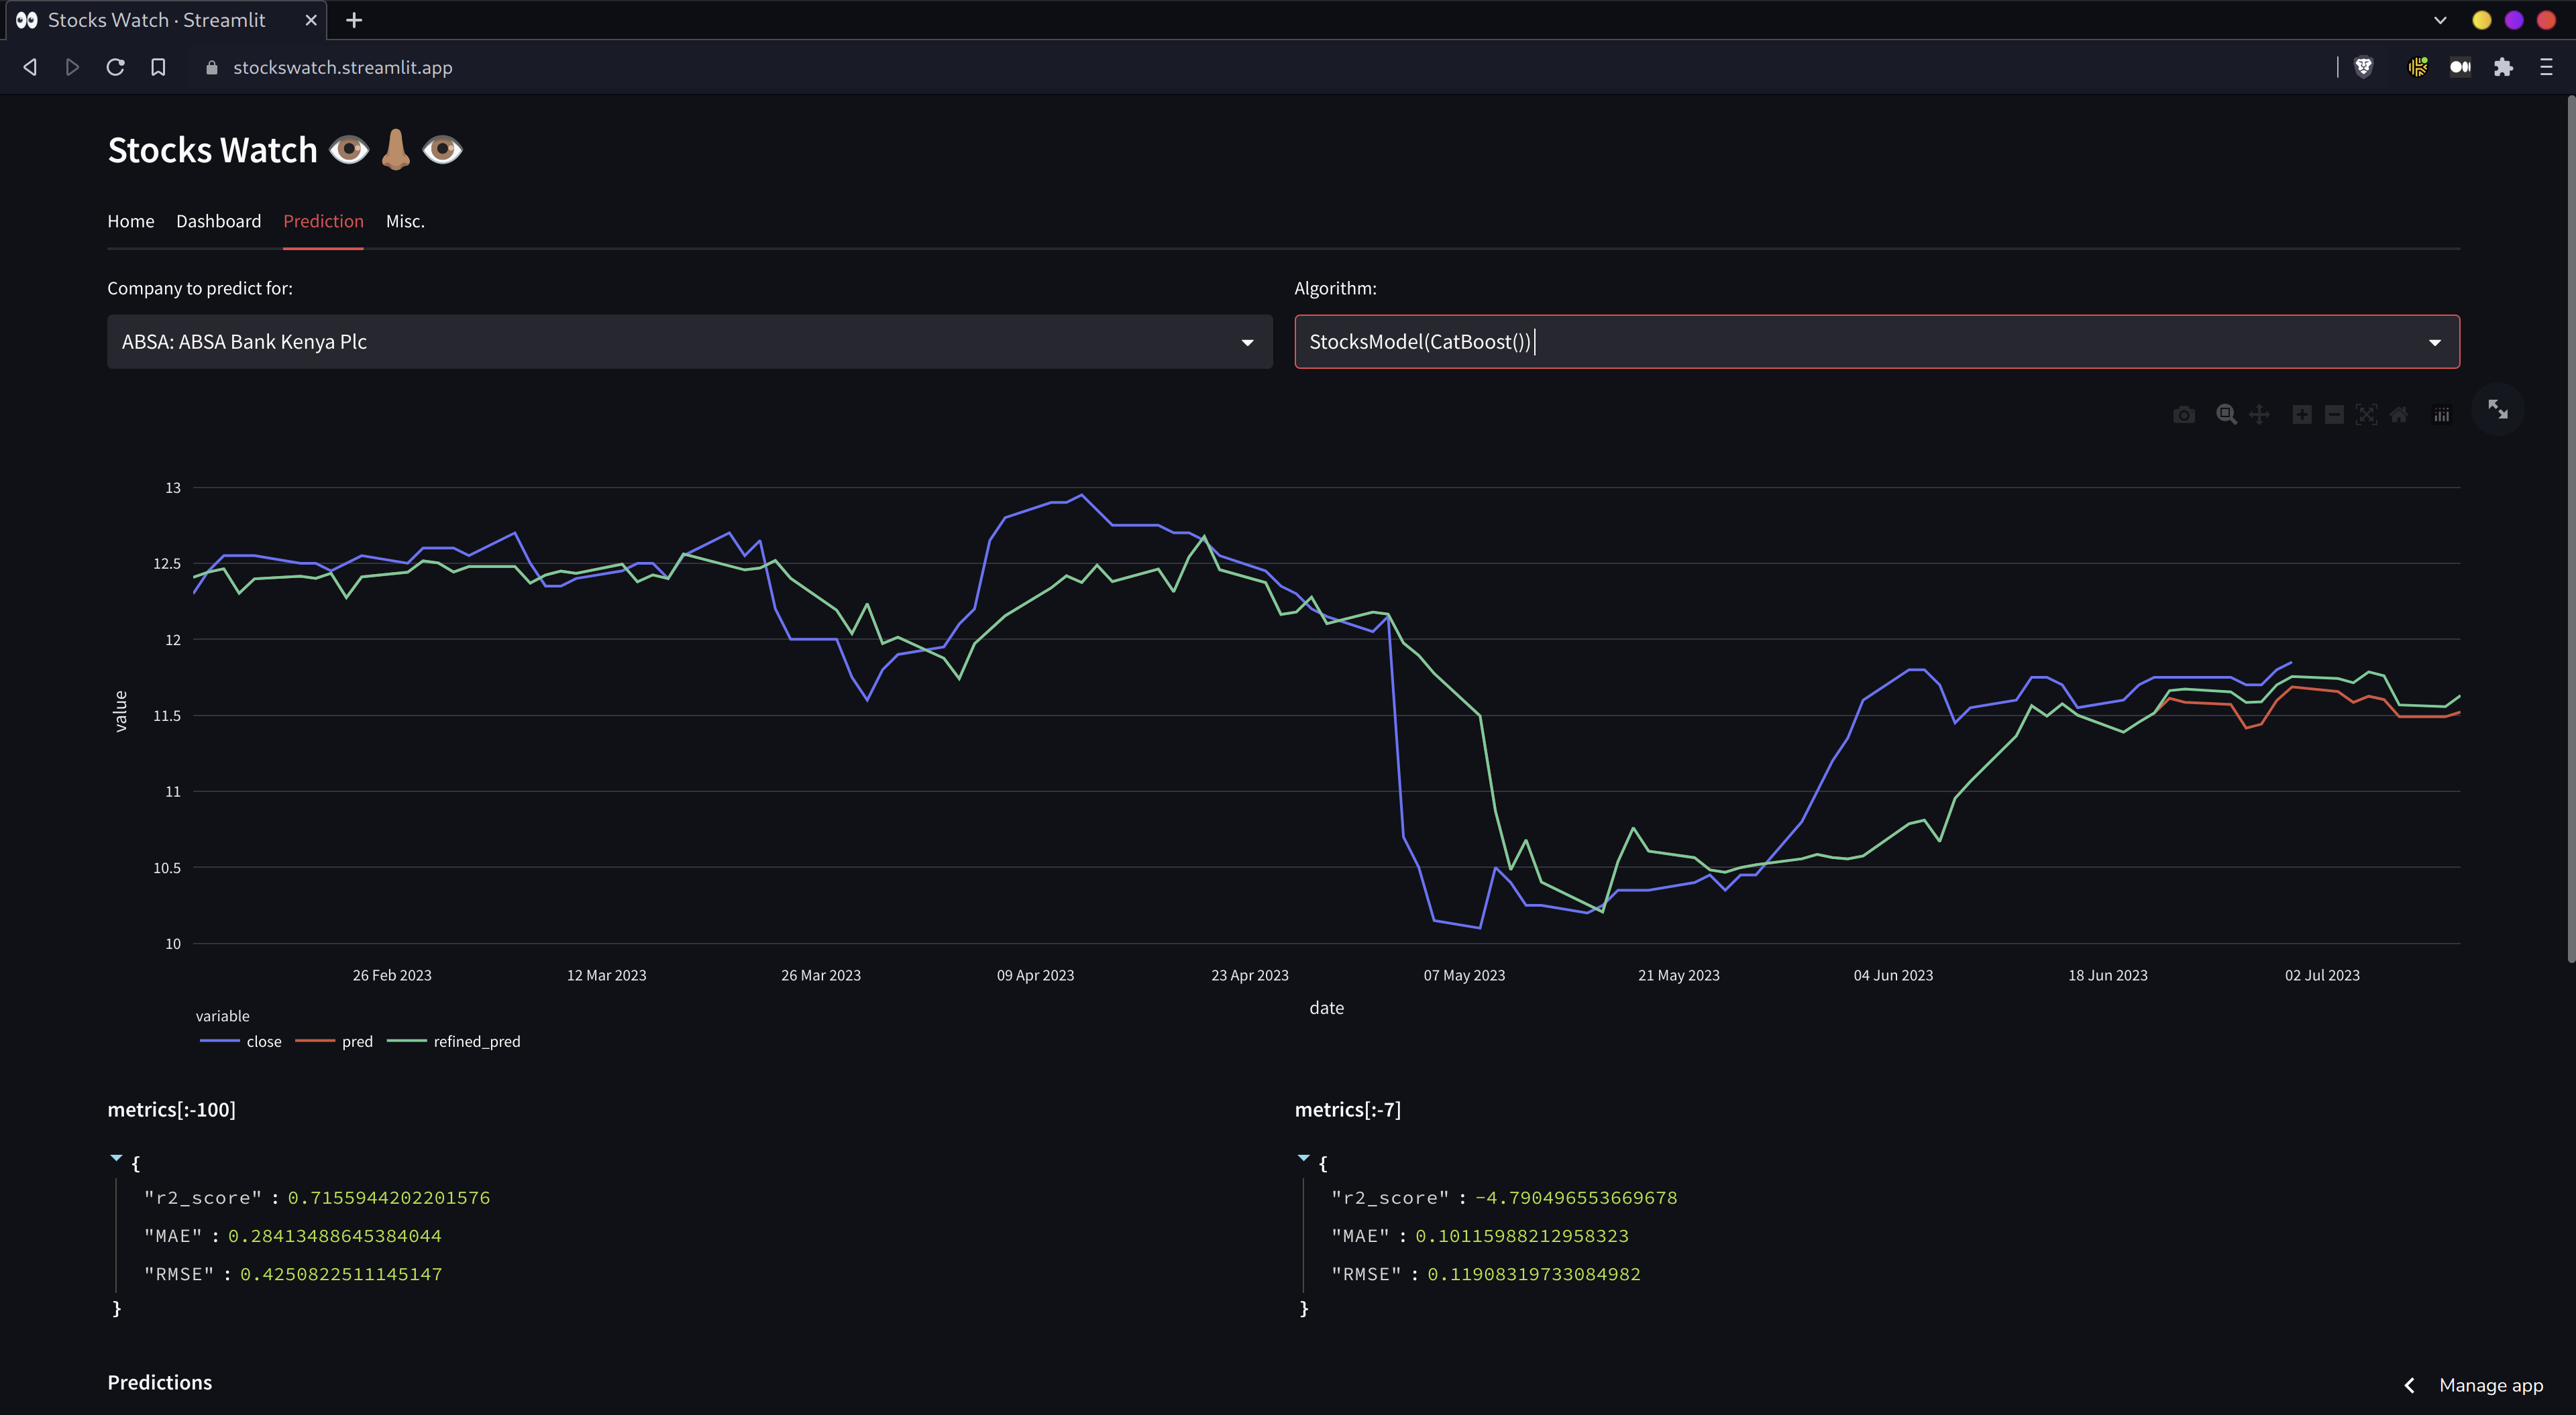 Stocks Watch · Streamlit
stockswatch.streamlit.app
Stocks Watch
Home Dashboard Prediction Misc.
Company to predict for:
ABSA: ABSA Bank Kenya Plc
Algorithm:
StocksModel(CatBoost())
13
12.5
12
11.5
11
10.5
10
value
26 Feb 2023 12 Mar 2023 26 Mar 2023 09 Apr 2023 23 Apr 2023 07 May 2023 21 May 2023 04 Jun 2023 18 Jun 2023 02 Jul 2023
date
variable
close pred refined_pred
metrics[:-100]
{
"r2_score" : 0.7155944202201576
"MAE" : 0.28413488645384044
"RMSE" : 0.4250822511145147
}
metrics[:-7]
{
"r2_score" : -4.790496553669678
"MAE" : 0.10115988212958323
"RMSE" : 0.11908319733084982
}
Predictions
Manage app